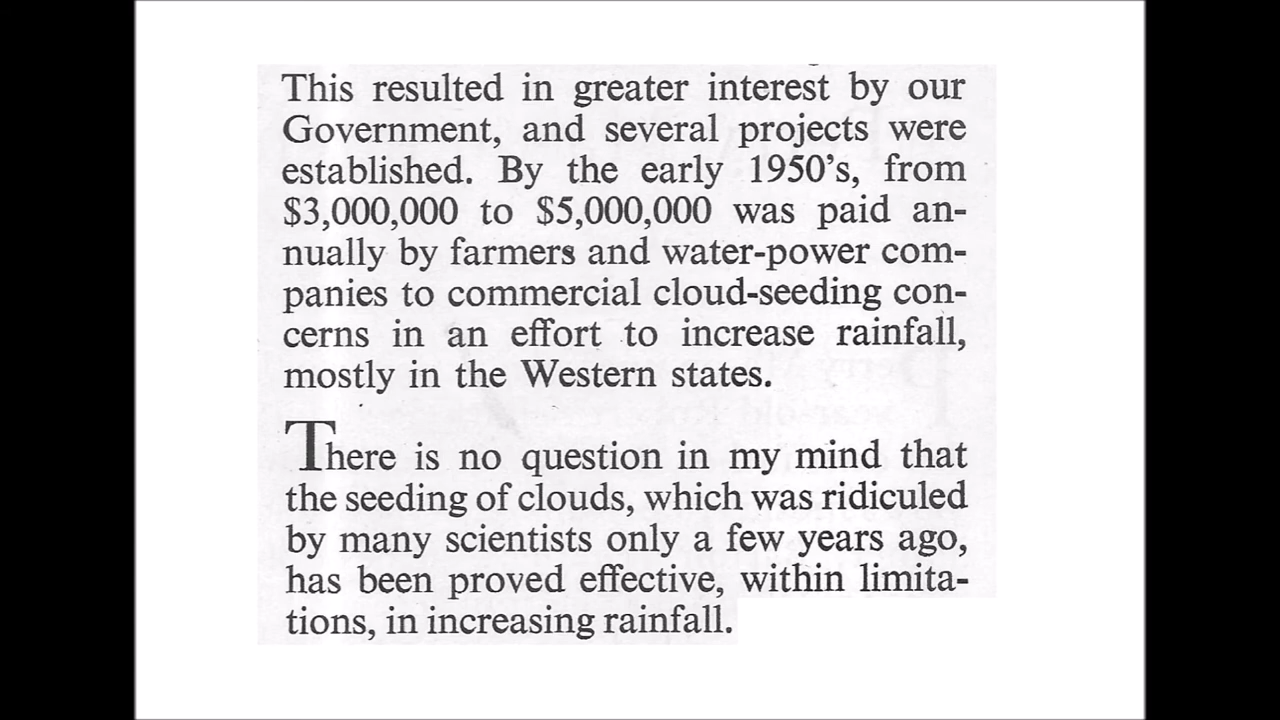 This resulted in greater interest by our
Government, and several projects were
established. By the early 1950's, from
$3,000,000 to $5,000,000 was paid an-
nually by farmers and water-power com-
panies to commercial cloud-seeding con-
cerns in an effort to increase rainfall,
mostly in the Western states.
There is no question in my mind that
the seeding of clouds, which was ridiculed
by many scientists only a few years ago,
has been proved effective, within limita-
tions, in increasing rainfall.